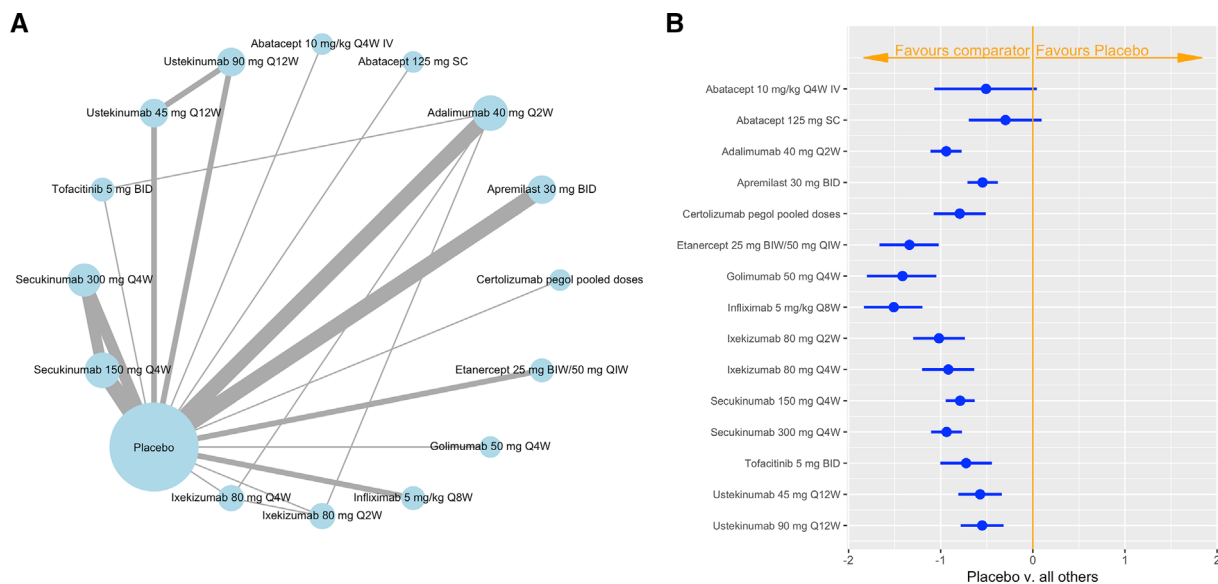 A
Abatacept 10 mg/kg Q4W IV
Ustekinumab 90 mg Q12W
Abatacept 125 mg SC
Ustekinumab 45 mg Q12W
Adalimumab 40 mg Q2W
Tofacitinib 5 mg BID
Apremilast 30 mg BID
Secukinumab 300 mg Q4W
Certolizumab pegol pooled doses
Secukinumab 150 mg Q4W
Etanercept 25 mg BIW/50 mg QIW
Placebo
Golimumab 50 mg Q4W
Ixekizumab 80 mg Q4W
Infliximab 5 mg/kg Q8W
Ixekizumab 80 mg Q2W
B
Favours comparator Favours Placebo
Abatacept 10 mg/kg Q4W IV
Abatacept 125 mg SC
Adalimumab 40 mg Q2W
Apremilast 30 mg BID
Certolizumab pegol pooled doses
Etanercept 25 mg BIW/50 mg QIW
Golimumab 50 mg Q4W
Infliximab 5 mg/kg Q8W
Ixekizumab 80 mg Q2W
Ixekizumab 80 mg Q4W
Secukinumab 150 mg Q4W
Secukinumab 300 mg Q4W
Tofacitinib 5 mg BID
Ustekinumab 45 mg Q12W
Ustekinumab 90 mg Q12W
-2 -1 0 1 2
Placebo v. all others